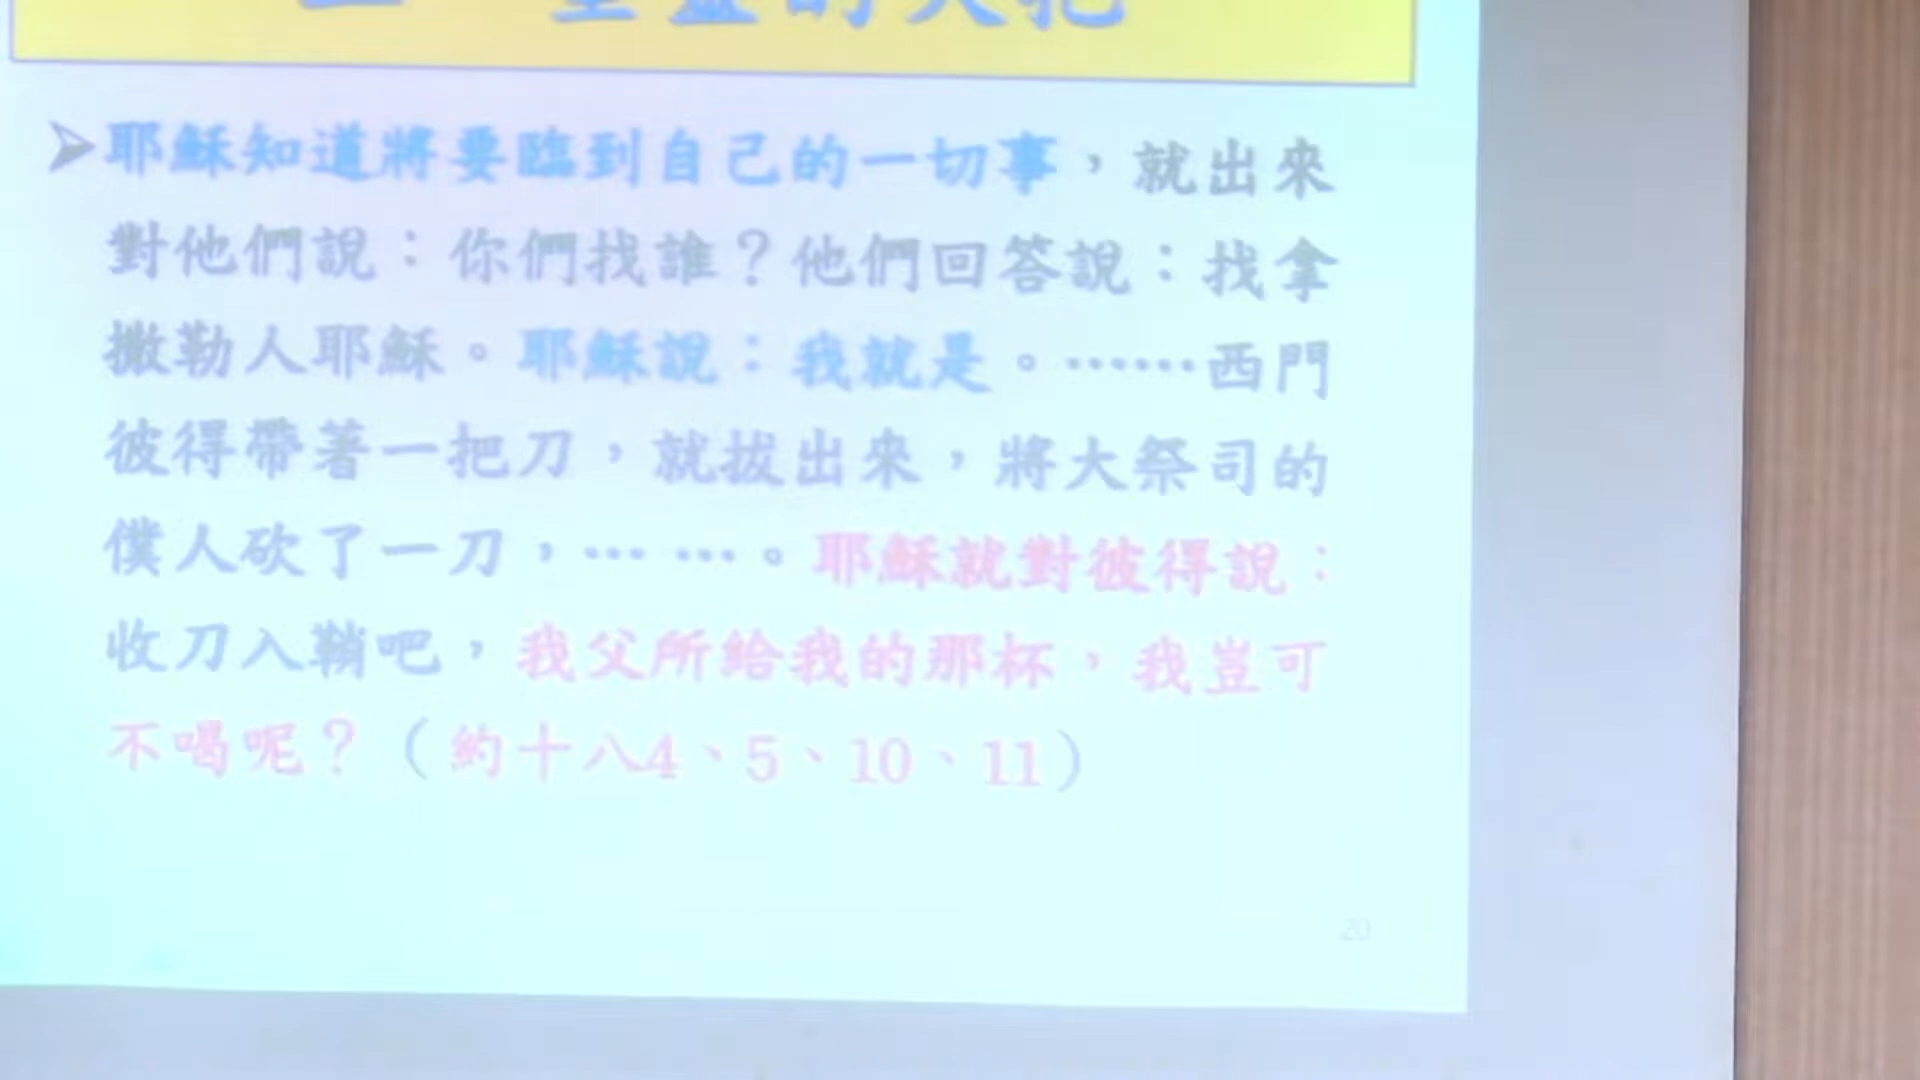 的
➢耶穌知道將要臨到自己的一切事，就出來
對他們說：你們找誰？他們回答說：找拿
撒勒人耶穌。耶穌說：我就是。……西門
彼得帶著一把刀，就拔出來，將大祭司的
僕人砍了一刀，… …。耶穌就對彼得說：
收刀入鞘吧，我父所給我的那杯，我豈可
不喝呢？（約十八4、5、10、11）
20